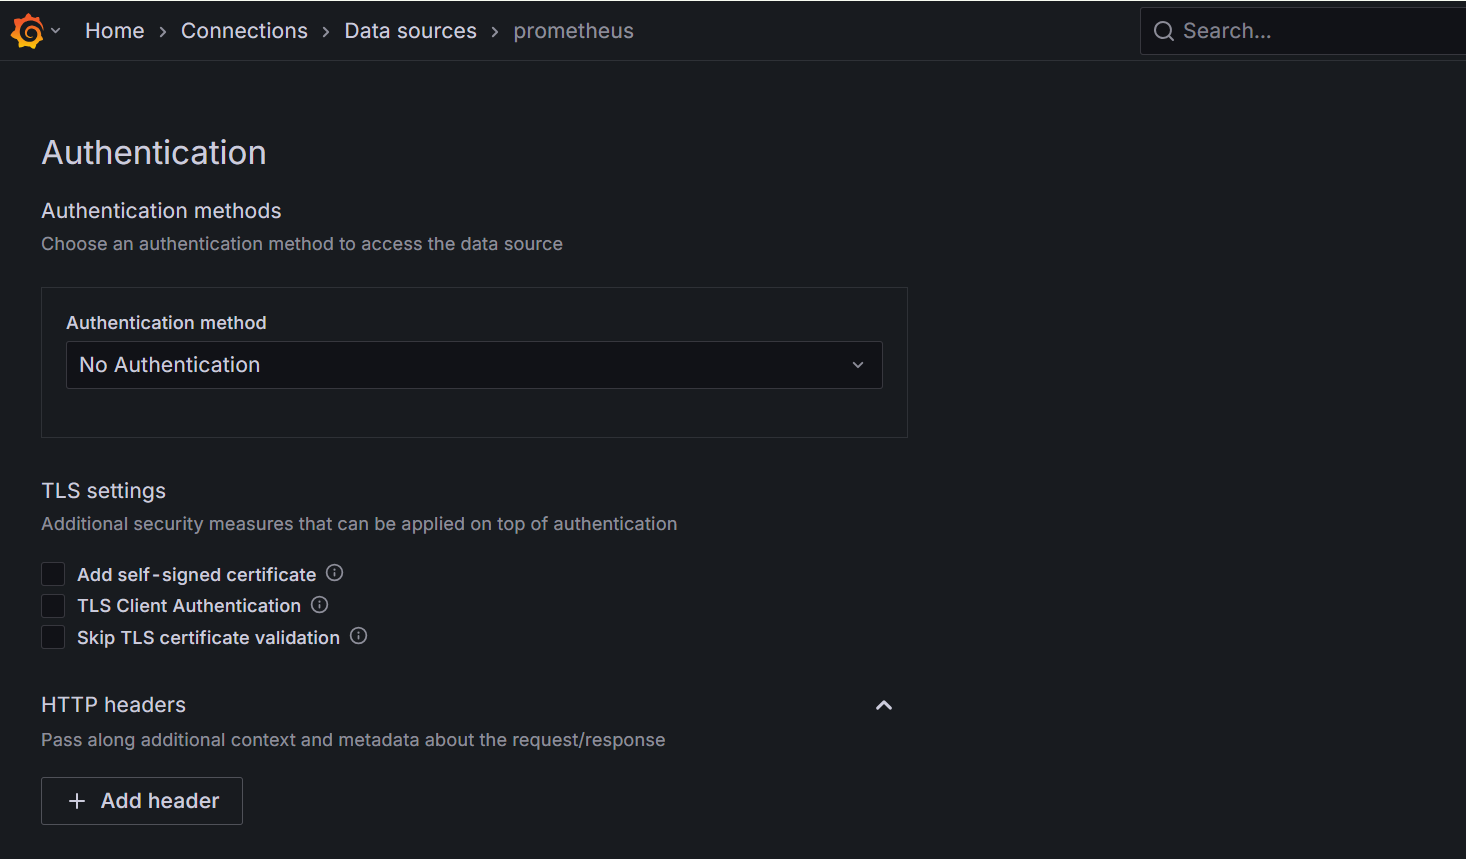 Home › Connections › Data sources › prometheus
Search...
Authentication
Authentication methods
Choose an authentication method to access the data source
Authentication method
No Authentication
TLS settings
Additional security measures that can be applied on top of authentication
Add self-signed certificate
TLS Client Authentication
Skip TLS certificate validation
HTTP headers
Pass along additional context and metadata about the request/response
+ Add header